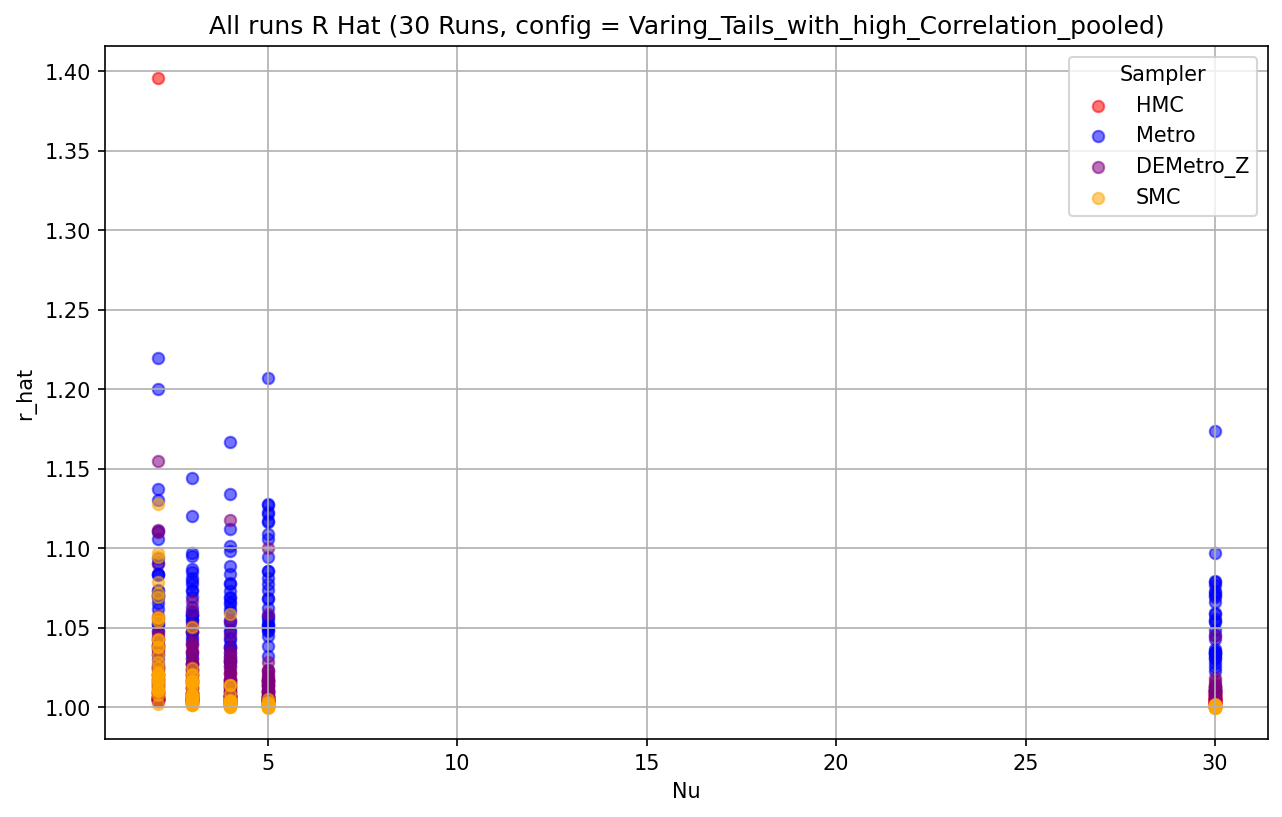 All runs R Hat (30 Runs, config = Varing_Tails_with_high_Correlation_pooled)
Sampler
HMC
Metro
DEMetro_Z
SMC
r_hat
1.40
1.35
1.30
1.25
1.20
1.15
1.10
1.05
1.00
5
10
15
20
25
30
Nu